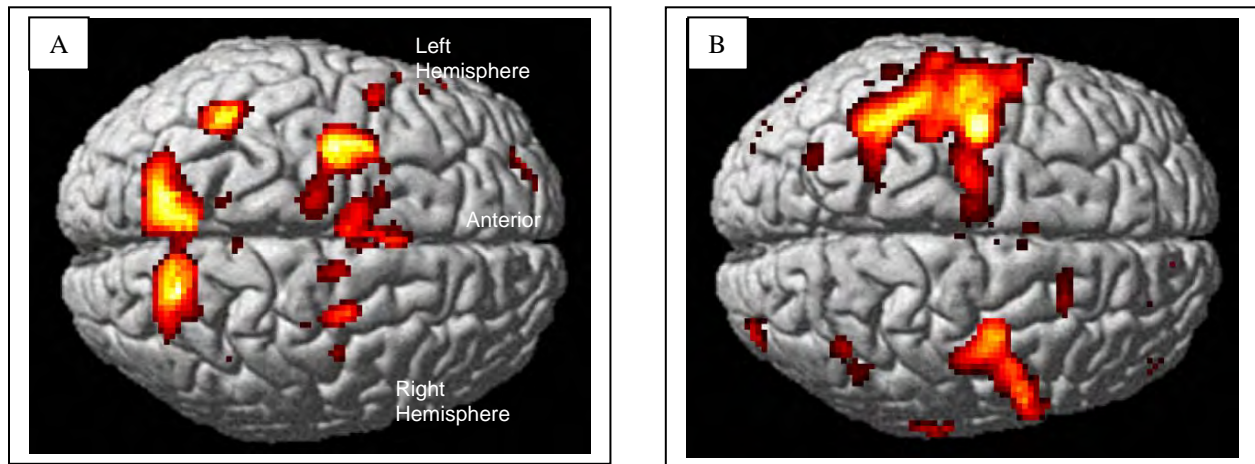 A
Left
Hemisphere
Anterior
Right
Hemisphere
B